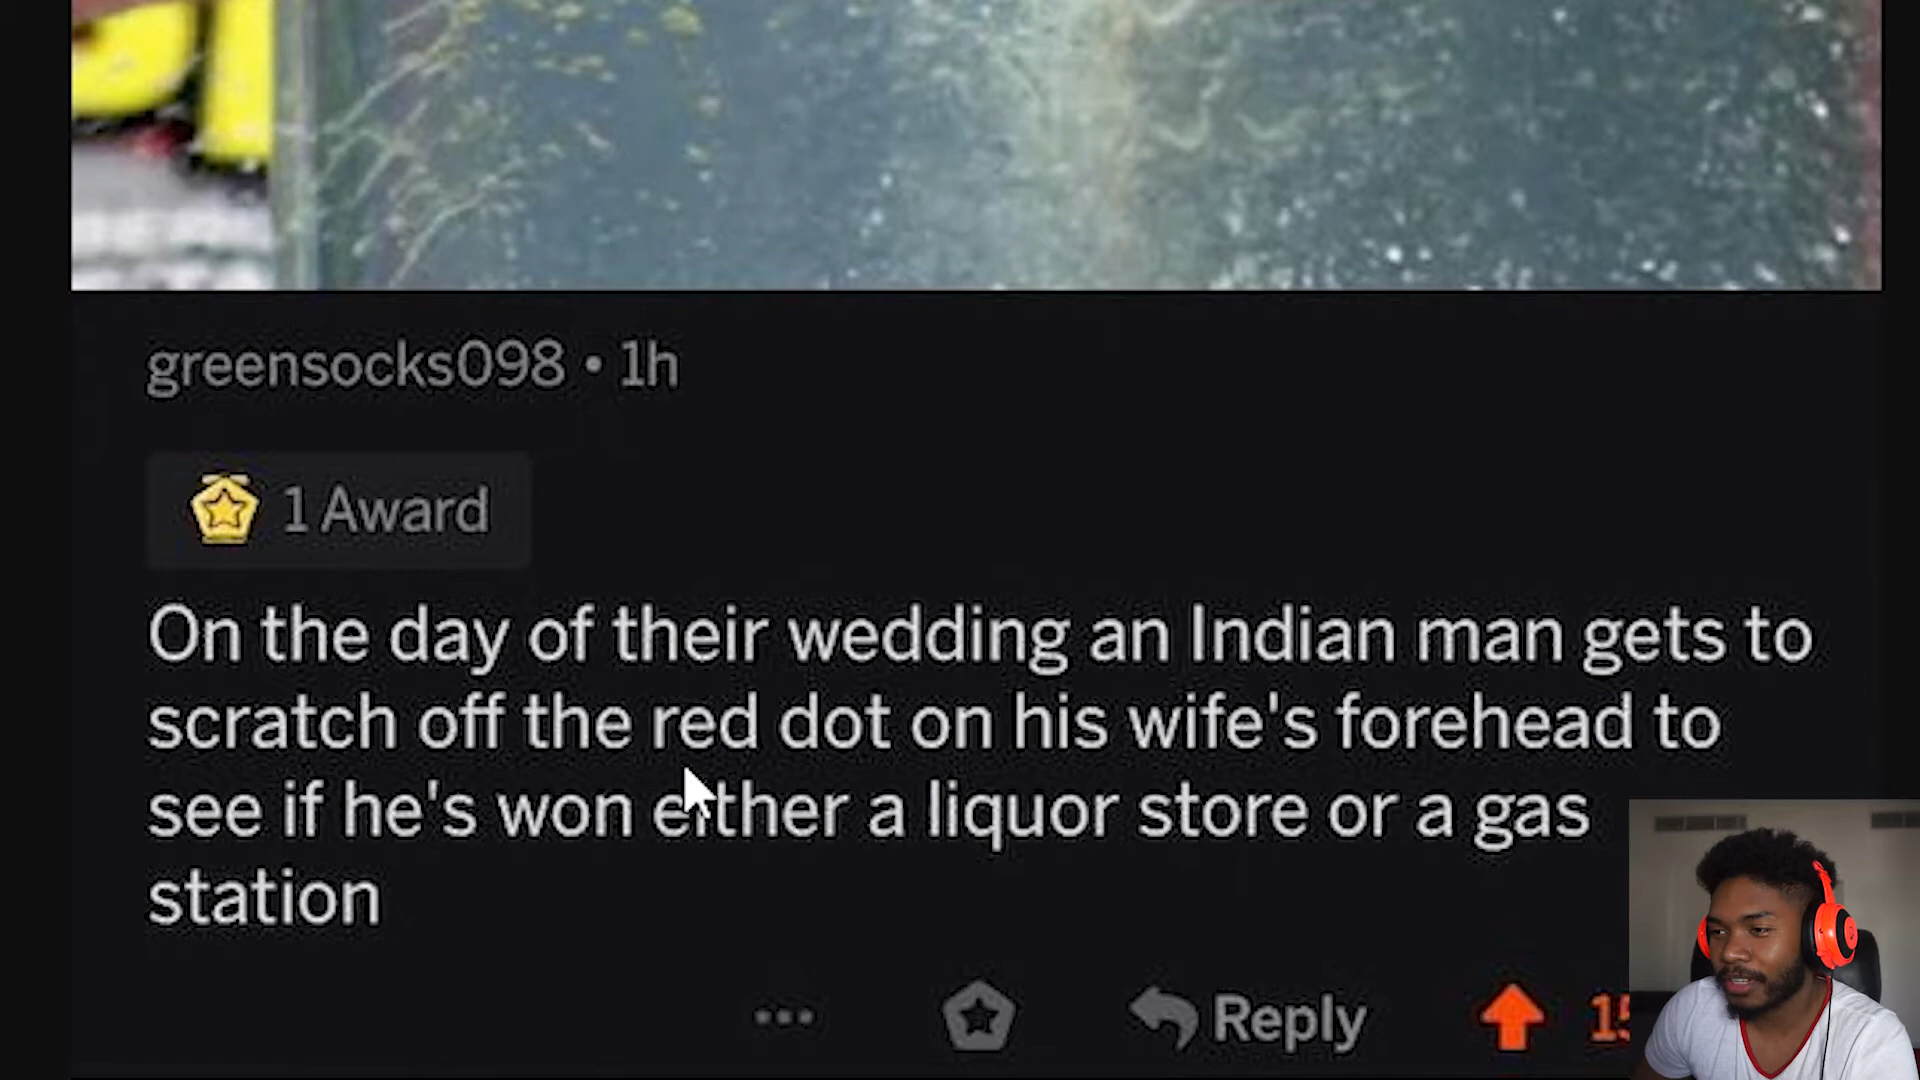 greensocks098 • 1h
1 Award
On the day of their wedding an Indian man gets to
scratch off the red dot on his wife's forehead to
see if he's won either a liquor store or a gas
station
Reply